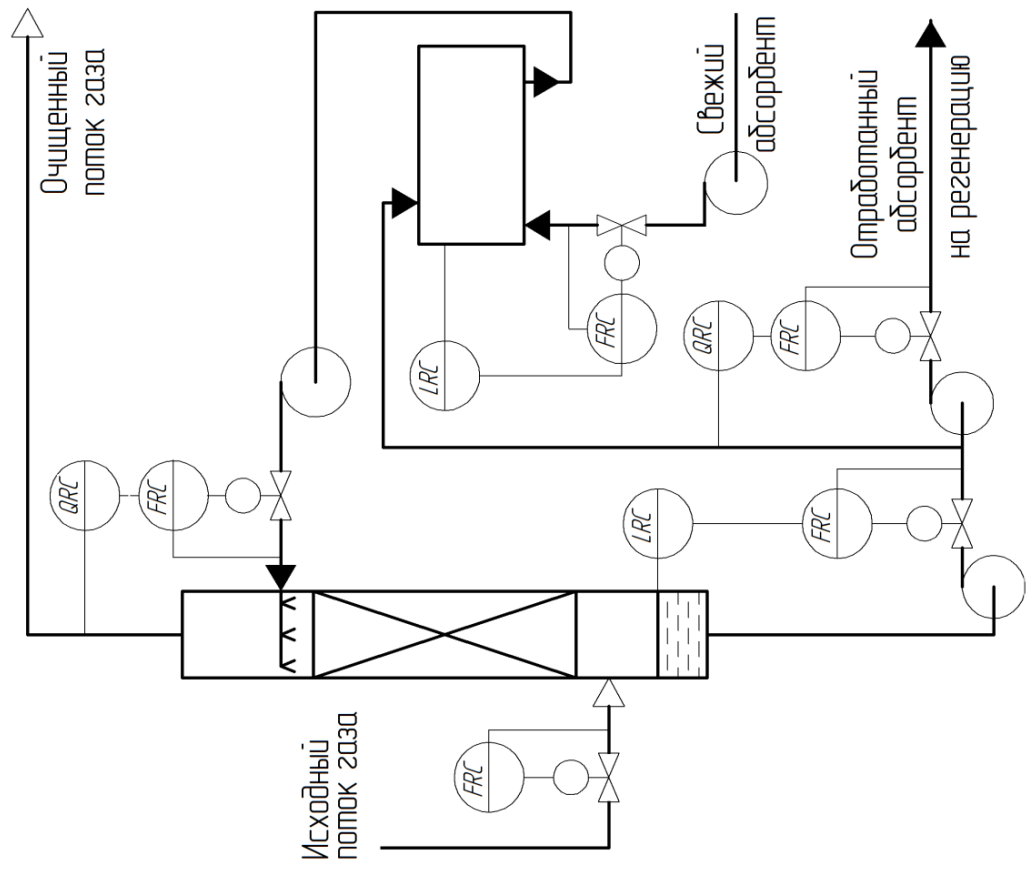 Очищенный
поток газа
Свежий
абсорбент
Отработанный
абсорбент
на регенерацию
QRC
FRC
LRC
FRC
QRC
FRC
LRC
FRC
Исходный
поток газа
FRC